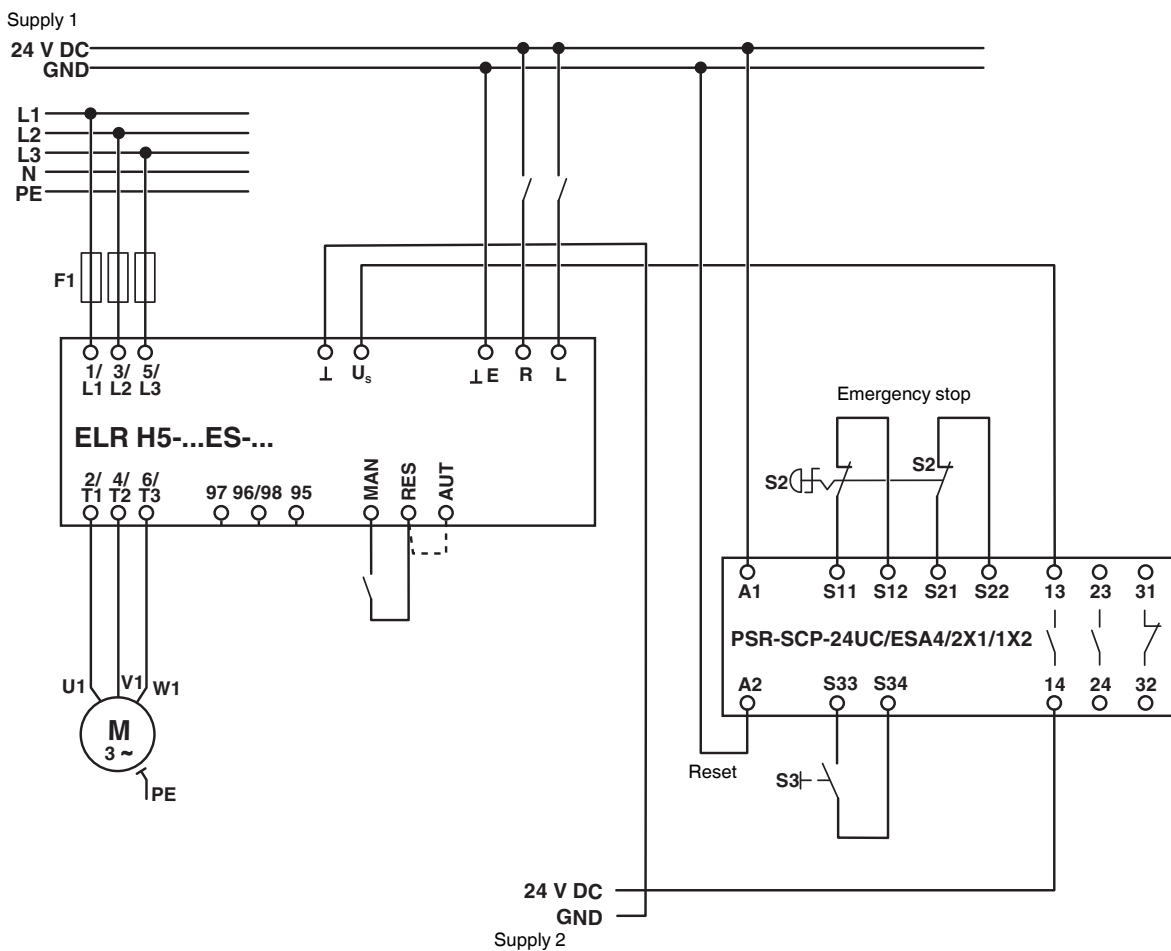 Supply 1
24 V DC
GND
L1
L2
L3
N
PE
F1
1/ 3/ 5/
L1 L2 L3
⊥ Us ⊥E R L
ELR H5-...ES-...
2/ 4/ 6/
T1 T2 T3
97 96/98 95
MAN RES AUT
U1 V1 W1
M
3 ~
PE
Emergency stop
S2 S2
A1 S11 S12 S21 S22 13 23 31
PSR-SCP-24UC/ESA4/2X1/1X2
A2 S33 S34 14 24 32
Reset
S3
24 V DC
GND
Supply 2